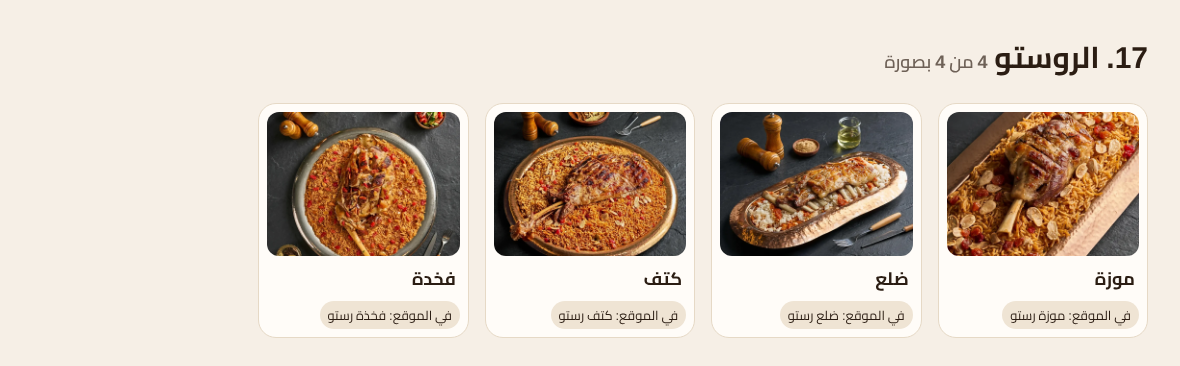 17. الروستو 4 من 4 بصورة
موزة
في الموقع: موزة رستو
ضلع
في الموقع: ضلع رستو
كتف
في الموقع: كتف رستو
فخدة
في الموقع: فخذة رستو